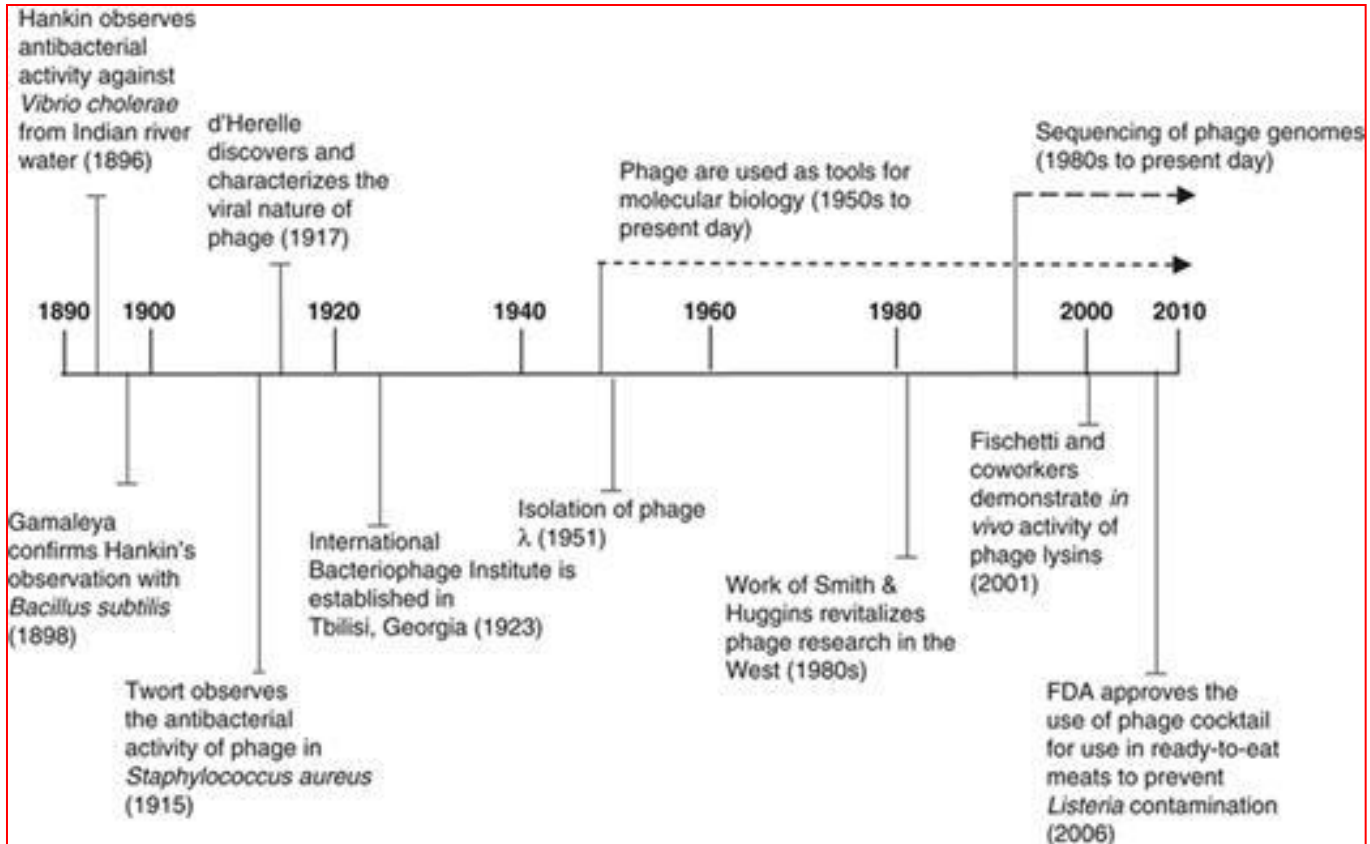 Hankin observes
antibacterial
activity against
Vibrio cholerae
from Indian river
water (1896)
d'Herelle
discovers and
characterizes the
viral nature of
phage (1917)
Phage are used as tools for
molecular biology (1950s to
present day)
Sequencing of phage genomes
(1980s to present day)
1890 1900 1920 1940 1960 1980 2000 2010
Gamaleya
confirms Hankin's
observation with
Bacillus subtilis
(1898)
Twort observes
the antibacterial
activity of phage in
Staphylococcus aureus
(1915)
International
Bacteriophage Institute is
established in
Tbilisi, Georgia (1923)
Isolation of phage
λ (1951)
Work of Smith &
Huggins revitalizes
phage research in the
West (1980s)
Fischetti and
coworkers
demonstrate in
vivo activity of
phage lysins
(2001)
FDA approves the
use of phage cocktail
for use in ready-to-eat
meats to prevent
Listeria contamination
(2006)